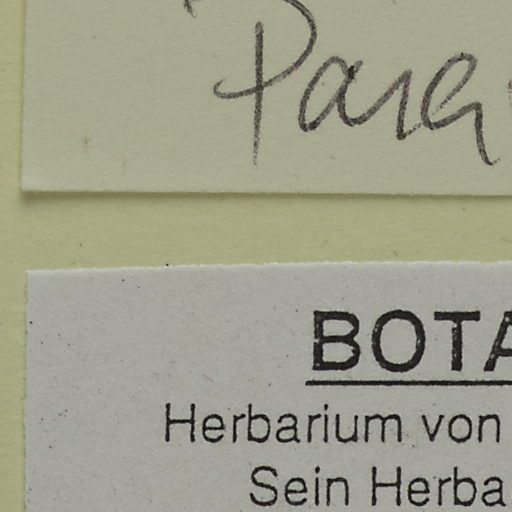 Para
BOTA
Herbarium von
Sein Herba